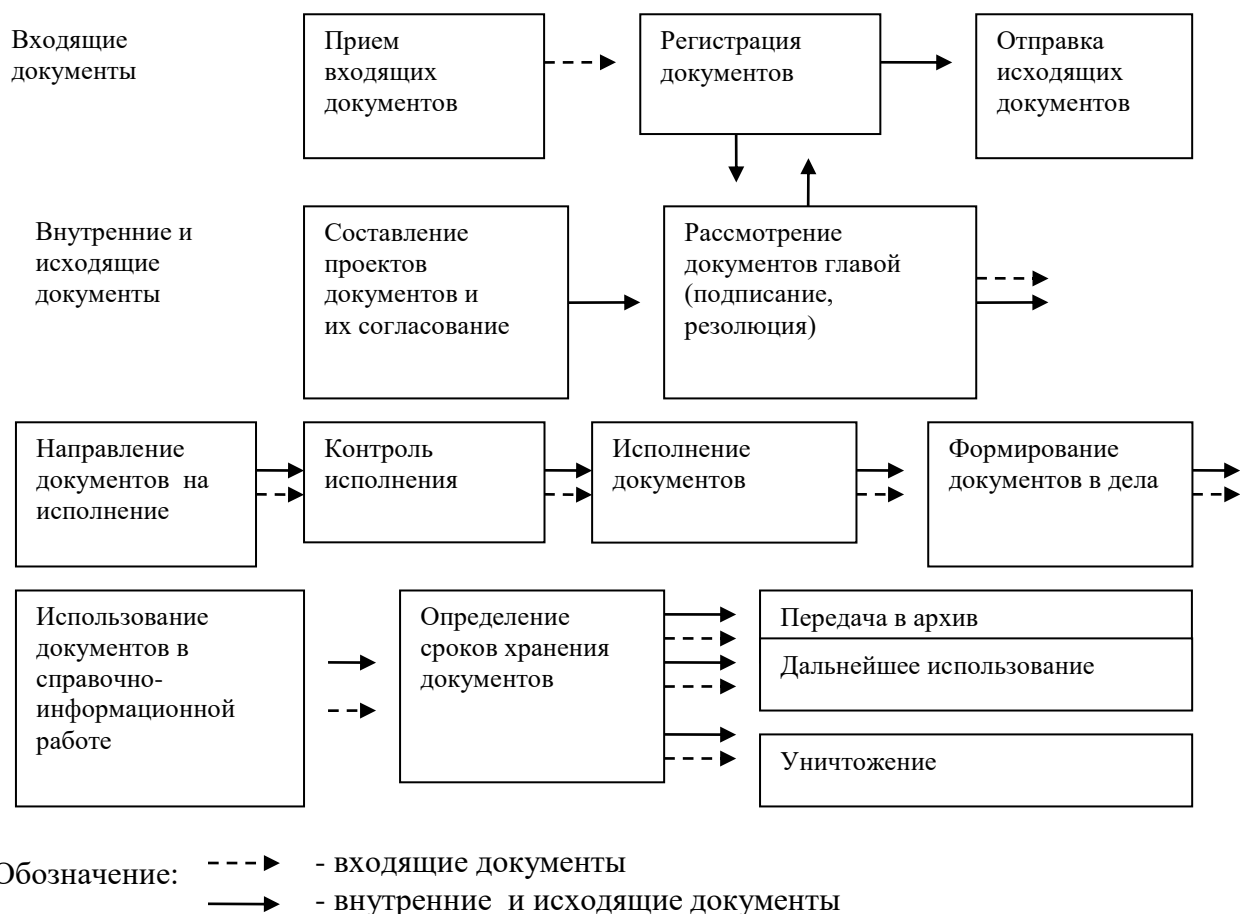 Входящие
документы
Прием
входящих
документов
Регистрация
документов
Отправка
исходящих
документов
Внутренние и
исходящие
документы
Составление
проектов
документов и
их согласование
Рассмотрение
документов главой
(подписание,
резолюция)
Направление
документов на
исполнение
Контроль
исполнения
Исполнение
документов
Формирование
документов в дела
Использование
документов в
справочно-
информационной
работе
Определение
сроков хранения
документов
Передача в архив
Дальнейшее использование
Уничтожение
Обозначение:
- входящие документы
- внутренние и исходящие документы